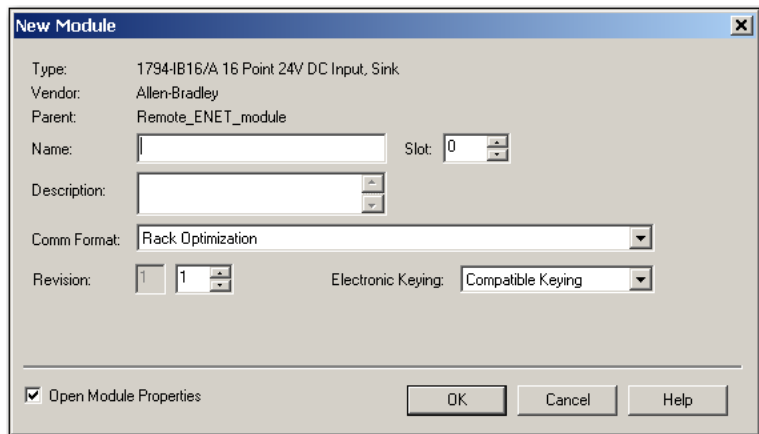 New Module
Type: 1794-IB16/A 16 Point 24V DC Input, Sink
Vendor: Allen-Bradley
Parent: Remote_ENET_module
Name: Slot: 0
Description:
Comm Format: Rack Optimization
Revision: 1 1 Electronic Keying: Compatible Keying
Open Module Properties OK Cancel Help